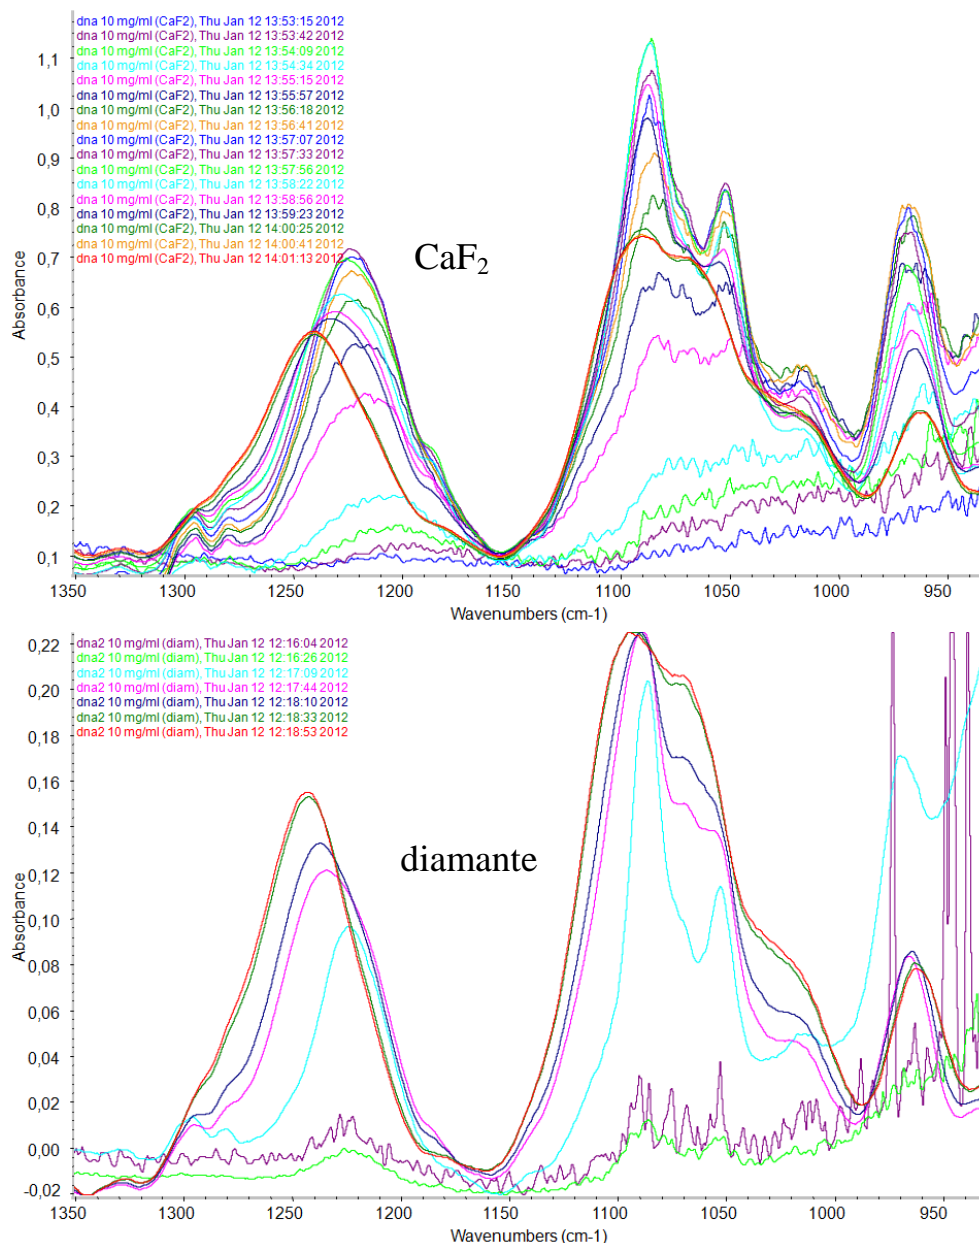 dna 10 mg/ml (CaF2), Thu Jan 12 13:53:15 2012
dna 10 mg/ml (CaF2), Thu Jan 12 13:53:42 2012
dna 10 mg/ml (CaF2), Thu Jan 12 13:54:09 2012
dna 10 mg/ml (CaF2), Thu Jan 12 13:54:34 2012
dna 10 mg/ml (CaF2), Thu Jan 12 13:55:15 2012
dna 10 mg/ml (CaF2), Thu Jan 12 13:55:57 2012
dna 10 mg/ml (CaF2), Thu Jan 12 13:56:18 2012
dna 10 mg/ml (CaF2), Thu Jan 12 13:56:41 2012
dna 10 mg/ml (CaF2), Thu Jan 12 13:57:07 2012
dna 10 mg/ml (CaF2), Thu Jan 12 13:57:33 2012
dna 10 mg/ml (CaF2), Thu Jan 12 13:57:56 2012
dna 10 mg/ml (CaF2), Thu Jan 12 13:58:22 2012
dna 10 mg/ml (CaF2), Thu Jan 12 13:58:56 2012
dna 10 mg/ml (CaF2), Thu Jan 12 13:59:23 2012
dna 10 mg/ml (CaF2), Thu Jan 12 14:00:25 2012
dna 10 mg/ml (CaF2), Thu Jan 12 14:00:41 2012
dna 10 mg/ml (CaF2), Thu Jan 12 14:01:13 2012
CaF₂
1,1
1,0
0,9
0,8
0,7
0,6
0,5
0,4
0,3
0,2
0,1
Absorbance
1350 1300 1250 1200 1150 1100 1050 1000 950
Wavenumbers (cm-1)
dna2 10 mg/ml (diam), Thu Jan 12 12:16:04 2012
dna2 10 mg/ml (diam), Thu Jan 12 12:16:26 2012
dna2 10 mg/ml (diam), Thu Jan 12 12:17:09 2012
dna2 10 mg/ml (diam), Thu Jan 12 12:17:44 2012
dna2 10 mg/ml (diam), Thu Jan 12 12:18:10 2012
dna2 10 mg/ml (diam), Thu Jan 12 12:18:33 2012
dna2 10 mg/ml (diam), Thu Jan 12 12:18:53 2012
diamante
0,22
0,20
0,18
0,16
0,14
0,12
0,10
0,08
0,06
0,04
0,02
0,00
-0,02
Absorbance
1350 1300 1250 1200 1150 1100 1050 1000 950
Wavenumbers (cm-1)